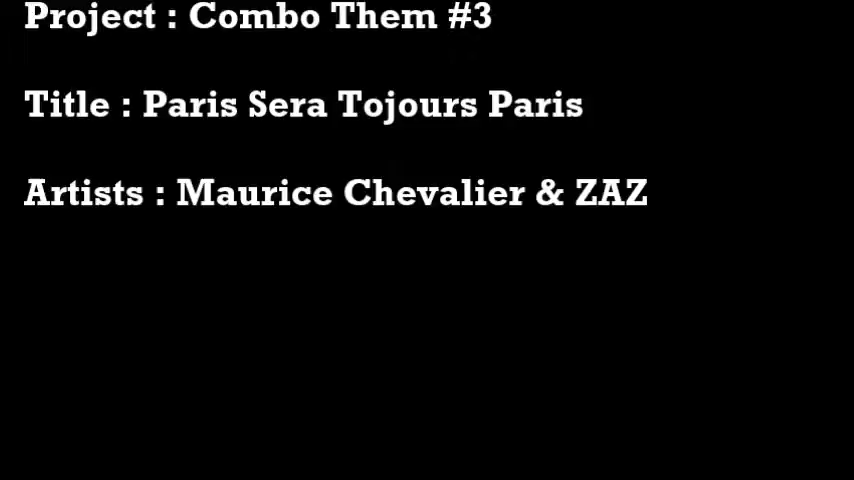 Project : Combo Them #3
Title : Paris Sera Tojours Paris
Artists : Maurice Chevalier & ZAZ